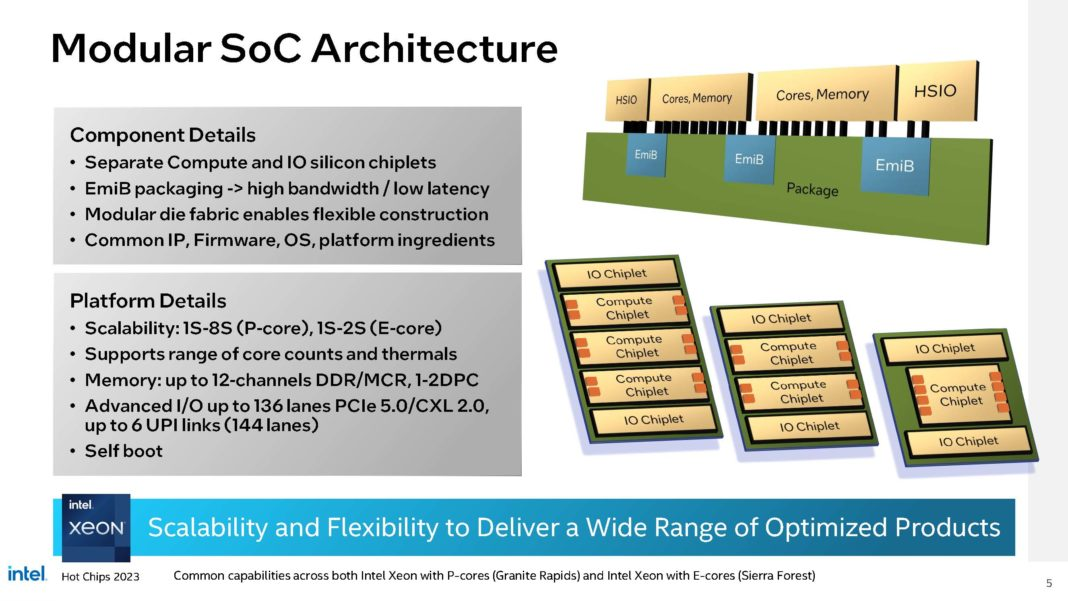 Modular SoC Architecture
Component Details
• Separate Compute and IO silicon chiplets
• EmiB packaging -> high bandwidth / low latency
• Modular die fabric enables flexible construction
• Common IP, Firmware, OS, platform ingredients
Platform Details
• Scalability: 1S-8S (P-core), 1S-2S (E-core)
• Supports range of core counts and thermals
• Memory: up to 12-channels DDR/MCR, 1-2DPC
• Advanced I/O up to 136 lanes PCIe 5.0/CXL 2.0,
up to 6 UPI links (144 lanes)
• Self boot
HSIO
Cores, Memory
Cores, Memory
HSIO
EmiB
EmiB
EmiB
Package
IO Chiplet
Compute
Chiplet
Compute
Chiplet
Compute
Chiplet
IO Chiplet
IO Chiplet
Compute
Chiplet
Compute
Chiplet
IO Chiplet
IO Chiplet
Compute
Chiplet
IO Chiplet
intel.
XEON
Scalability and Flexibility to Deliver a Wide Range of Optimized Products
intel.
Hot Chips 2023
Common capabilities across both Intel Xeon with P-cores (Granite Rapids) and Intel Xeon with E-cores (Sierra Forest)
5